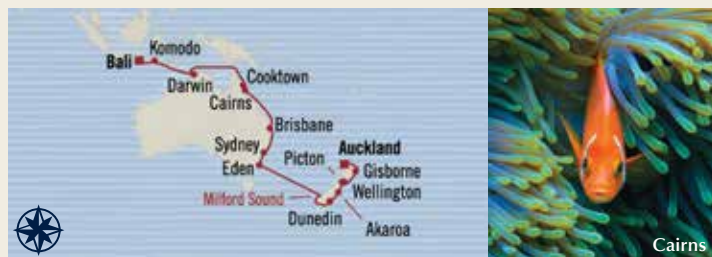 Bali
Komodo
Darwin
Cooktown
Cairns
Brisbane
Sydney
Eden
Picton
Auckland
Gisborne
Wellington
Milford Sound
Dunedin
Akaroa
Cairns